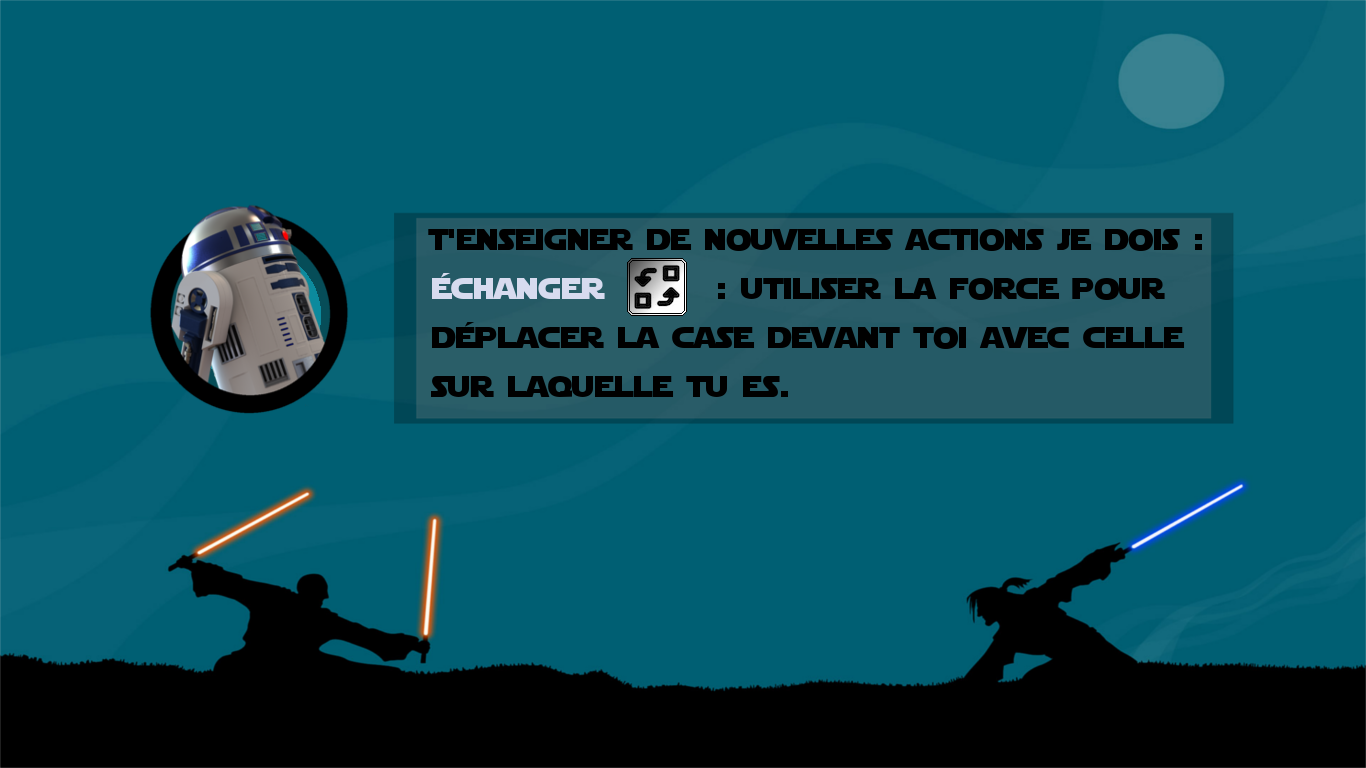 T'ENSEIGNER DE NOUVELLES ACTIONS JE DOIS :
ÉCHANGER : UTILISER LA FORCE POUR
DÉPLACER LA CASE DEVANT TOI AVEC CELLE
SUR LAQUELLE TU ES.